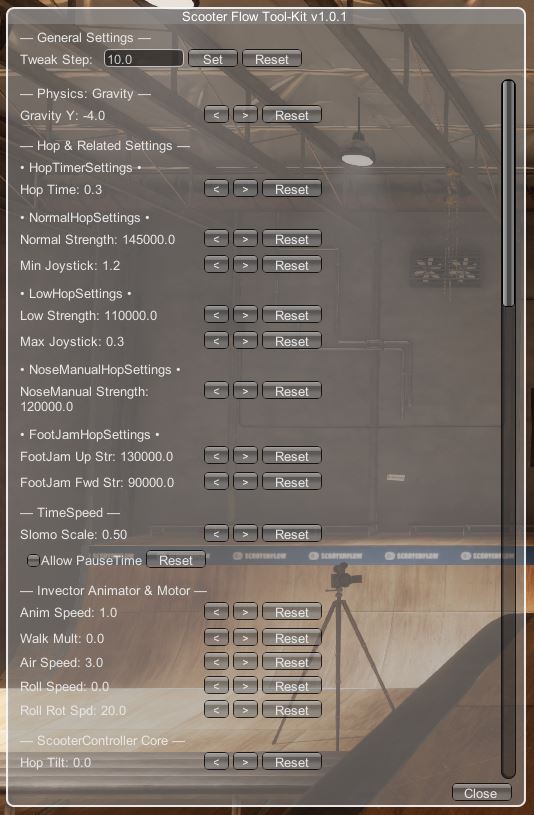 Scooter Flow Tool-Kit v1.0.1
— General Settings —
Tweak Step: 10.0 Set Reset
— Physics: Gravity —
Gravity Y: -4.0 < > Reset
— Hop & Related Settings —
• HopTimerSettings •
Hop Time: 0.3 < > Reset
• NormalHopSettings •
Normal Strength: 145000.0 < > Reset
Min Joystick: 1.2 < > Reset
• LowHopSettings •
Low Strength: 110000.0 < > Reset
Max Joystick: 0.3 < > Reset
• NoseManualHopSettings •
NoseManual Strength:
120000.0 < > Reset
• FootJamHopSettings •
FootJam Up Str: 130000.0 < > Reset
FootJam Fwd Str: 90000.0 < > Reset
— TimeSpeed —
Slomo Scale: 0.50 < > Reset
Allow PauseTime Reset
SCOOTERFLOW SCOOTERFLOW SCOOTERFLOW SCOOTERFLOW
— Invector Animator & Motor —
Anim Speed: 1.0 < > Reset
Walk Mult: 0.0 < > Reset
Air Speed: 3.0 < > Reset
Roll Speed: 0.0 < > Reset
Roll Rot Spd: 20.0 < > Reset
— ScooterController Core —
Hop Tilt: 0.0 < > Reset
Close